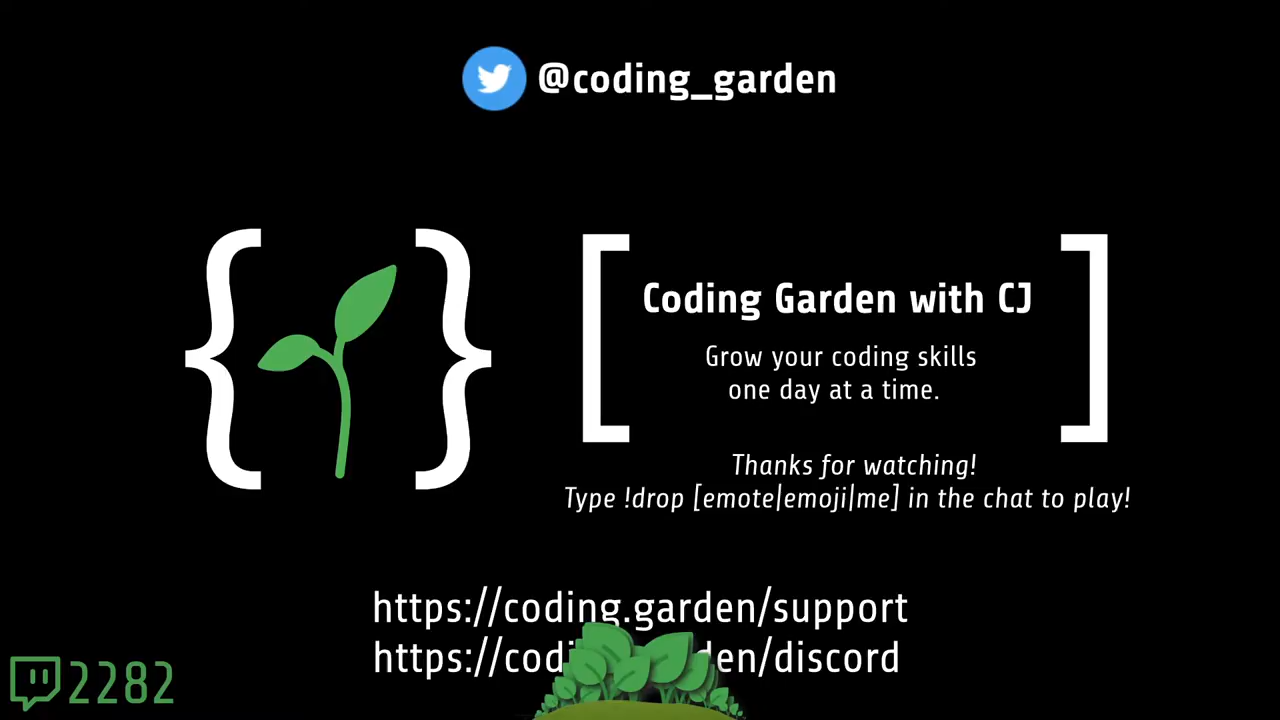 @coding_garden
{ }
[ ]
Coding Garden with CJ
Grow your coding skills
one day at a time.
Thanks for watching!
Type !drop [emote|emoji|me] in the chat to play!
https://coding.garden/support
https://cod den/discord
2282